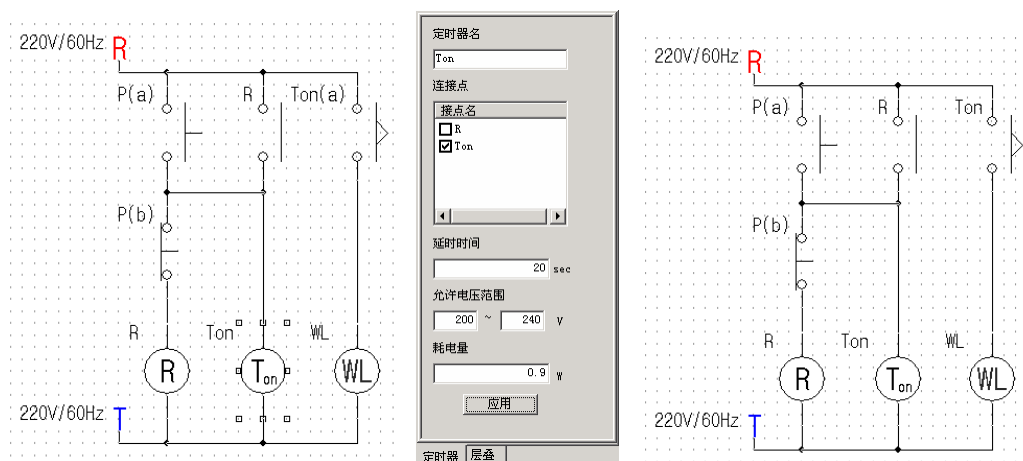 220V/60Hz R
P(a) R Ton(a)
P(b)
R Ton WL
R Ton WL
220V/60Hz T
定时器名
Ton
连接点
接点名
R
Ton
延时时间
20 sec
允许电压范围
200 ~ 240 V
耗电量
0.9 W
应用
定时器 层叠
220V/60Hz R
P(a) R Ton
P(b)
R Ton WL
R Ton WL
220V/60Hz T